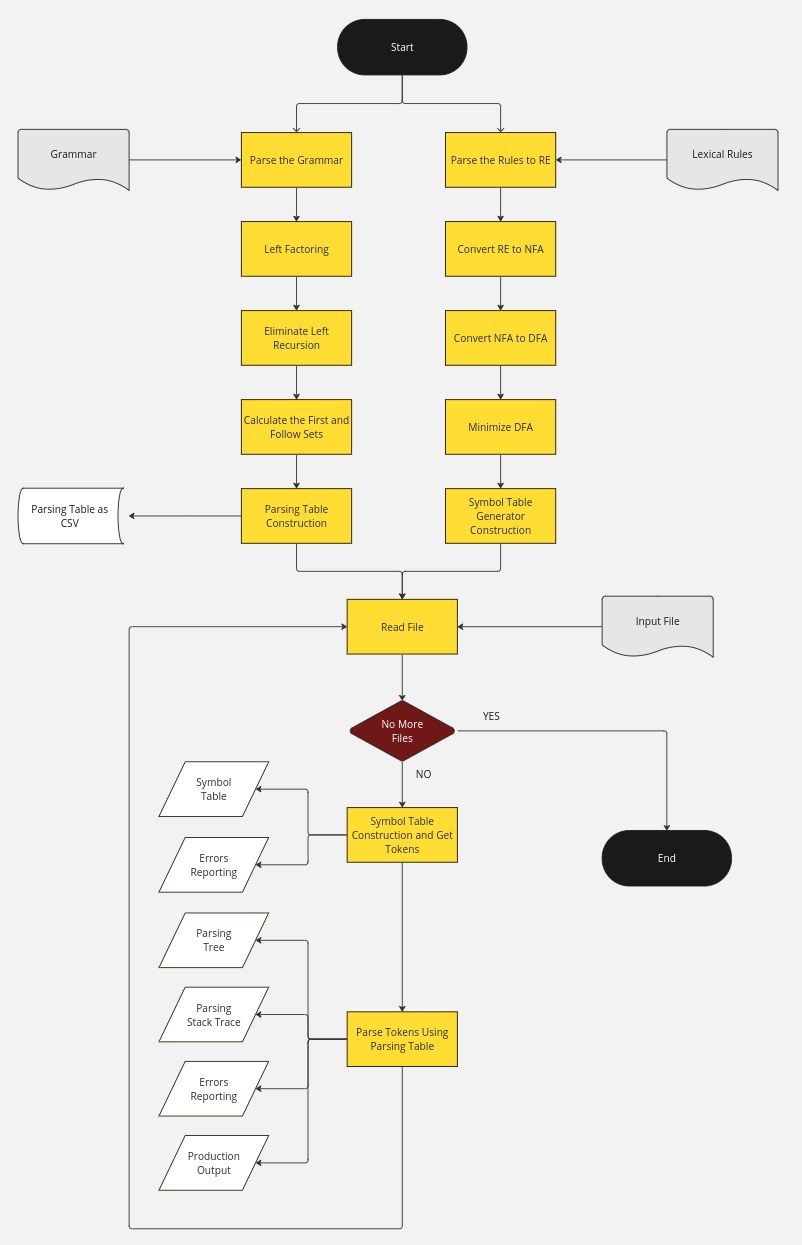 Start
Grammar
Parse the Grammar
Parse the Rules to RE
Lexical Rules
Left Factoring
Convert RE to NFA
Eliminate Left
Recursion
Convert NFA to DFA
Calculate the First and
Follow Sets
Minimize DFA
Parsing Table as
CSV
Parsing Table
Construction
Symbol Table
Generator
Construction
Read File
Input File
No More
Files
YES
NO
Symbol
Table
Symbol Table
Construction and Get
Tokens
Errors
Reporting
End
Parsing
Tree
Parsing
Stack Trace
Parse Tokens Using
Parsing Table
Errors
Reporting
Production
Output